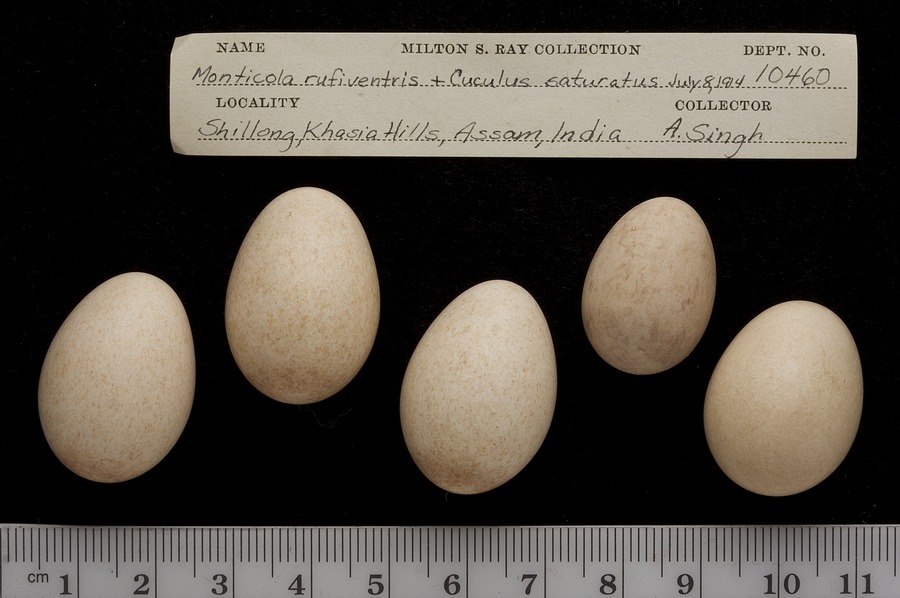 NAME MILTON S. RAY COLLECTION DEPT. NO.
Monticola rufiventris + Cuculus saturatus July 8, 1914 10460
LOCALITY COLLECTOR
Shillong, Khasia Hills, Assam, India A. Singh
cm 1 2 3 4 5 6 7 8 9 10 11